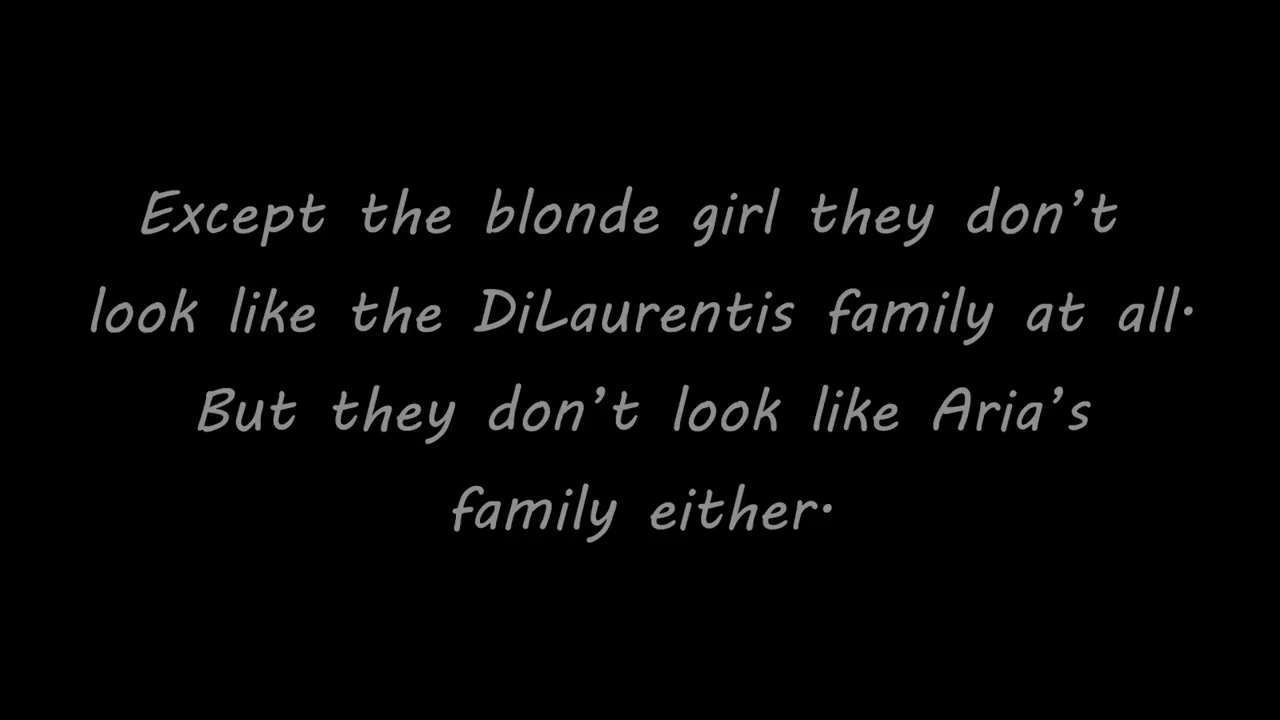 Except the blonde girl they don’t
look like the DiLaurentis family at all.
But they don’t look like Aria’s
family either.